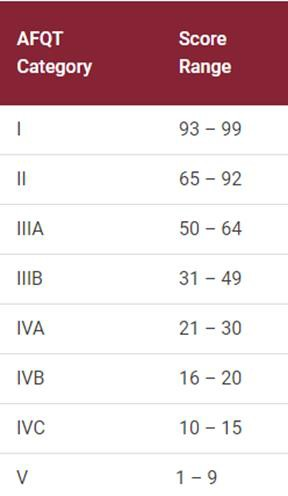 AFQT Category Score Range
I 93 – 99
II 65 – 92
IIIA 50 – 64
IIIB 31 – 49
IVA 21 – 30
IVB 16 – 20
IVC 10 – 15
V 1 – 9